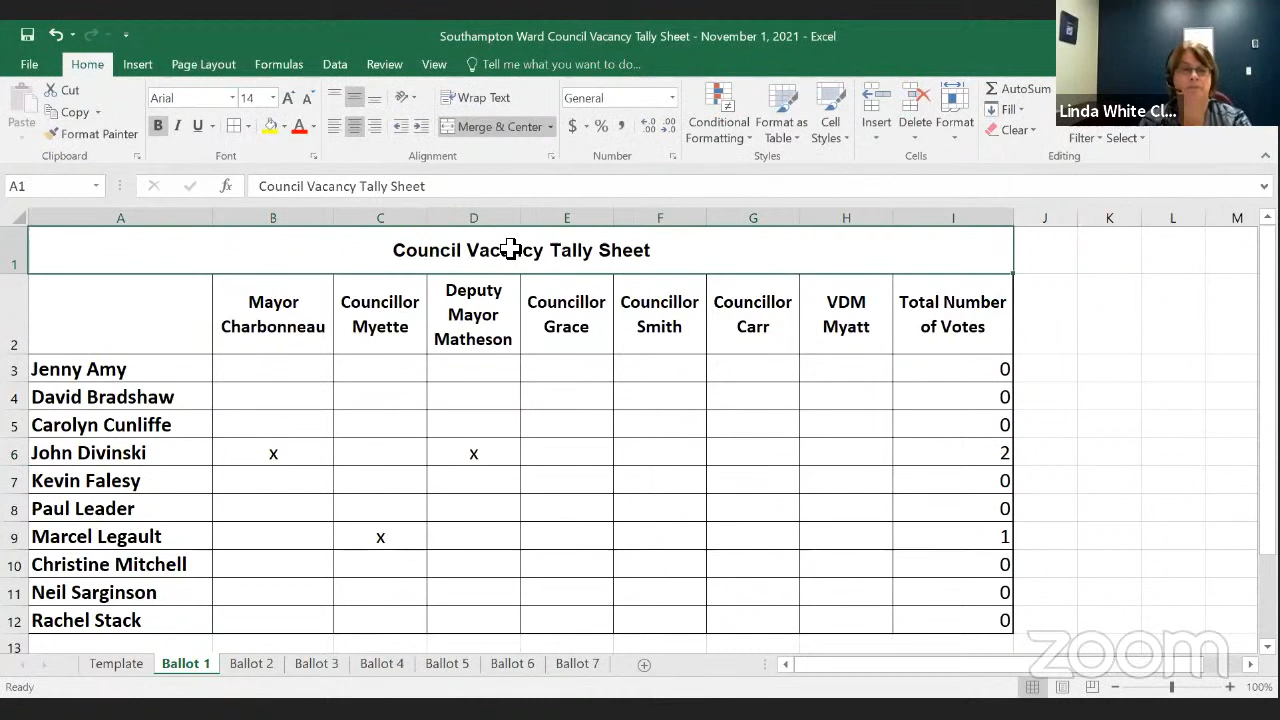 Southampton Ward Council Vacancy Tally Sheet - November 1, 2021 - Excel
File Home Insert Page Layout Formulas Data Review View Tell me what you want to do...
Paste Cut Copy Format Painter
Arial 14
B I U A
Wrap Text
Merge & Center
General
$ %
Conditional Formatting
Format as Table
Cell Styles
Insert Delete Format
AutoSum
Fill
Clear
Filter Select
Linda White Cl...
Clipboard Font Alignment Number Styles Cells Editing
A1 fx Council Vacancy Tally Sheet
A B C D E F G H I J K L M
1 Council Vacancy Tally Sheet
2 Mayor Charbonneau Councillor Myette Deputy Mayor Matheson Councillor Grace Councillor Smith Councillor Carr VDM Myatt Total Number of Votes
3 Jenny Amy 0
4 David Bradshaw 0
5 Carolyn Cunliffe 0
6 John Divinski x x 2
7 Kevin Falesy 0
8 Paul Leader 0
9 Marcel Legault x 1
10 Christine Mitchell 0
11 Neil Sarginson 0
12 Rachel Stack 0
13
Template Ballot 1 Ballot 2 Ballot 3 Ballot 4 Ballot 5 Ballot 6 Ballot 7
zoom
Ready 100%